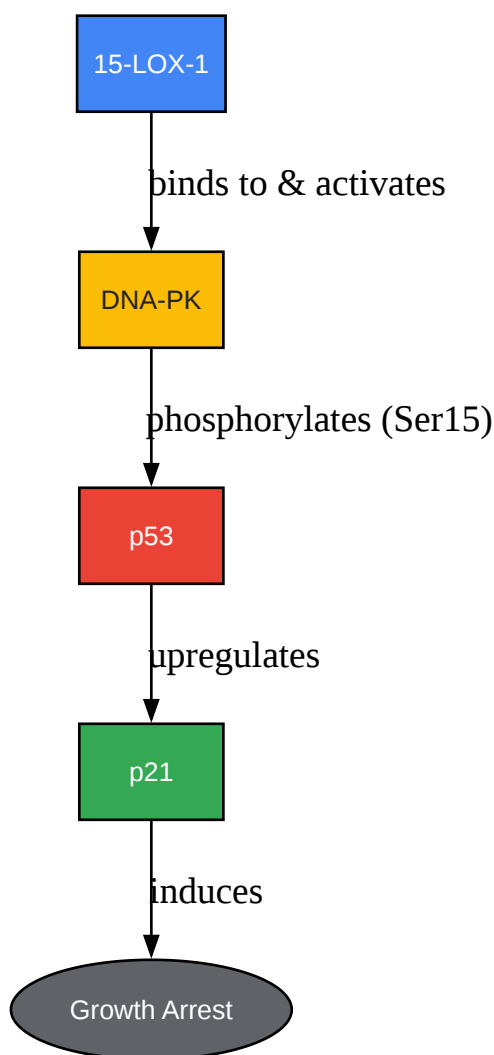 15-LOX-1
binds to & activates
DNA-PK
phosphorylates (Ser15)
p53
upregulates
p21
induces
Growth Arrest